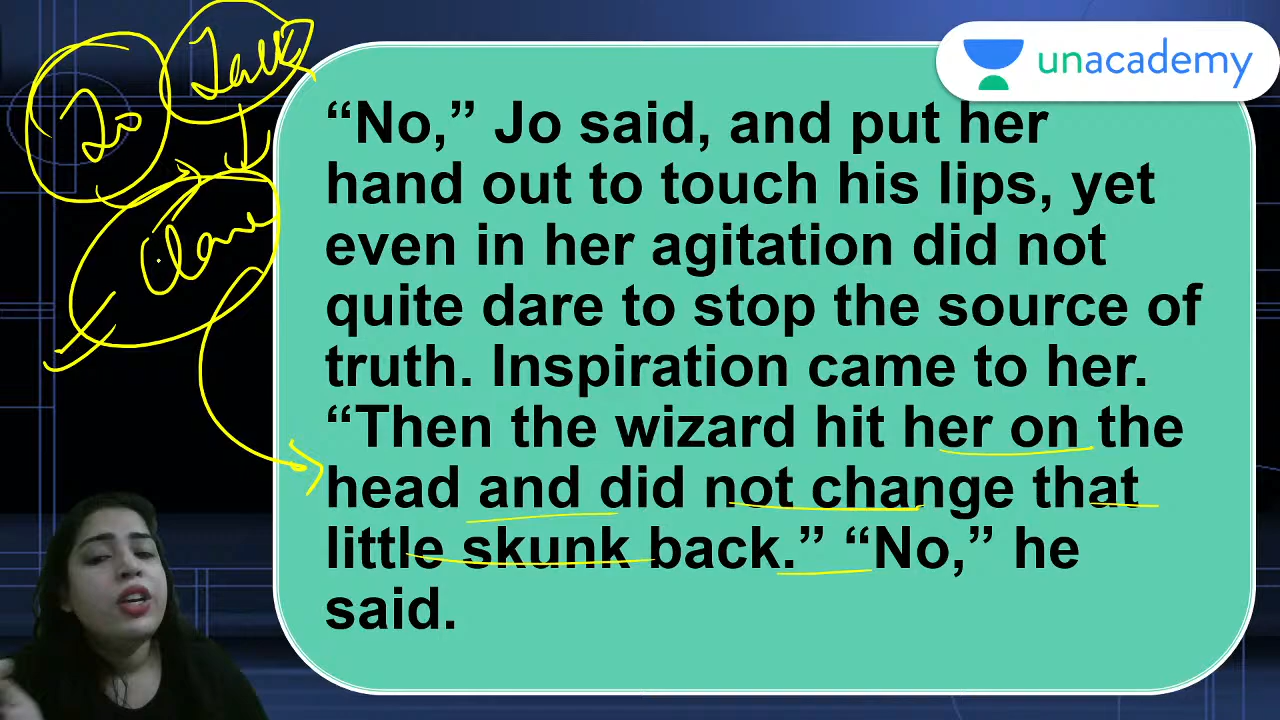 unacademy
Jo
“No,” Jo said, and put her
hand out to touch his lips, yet
even in her agitation did not
quite dare to stop the source of
truth. Inspiration came to her.
“Then the wizard hit her on the
head and did not change that
little skunk back.” “No,” he
said.